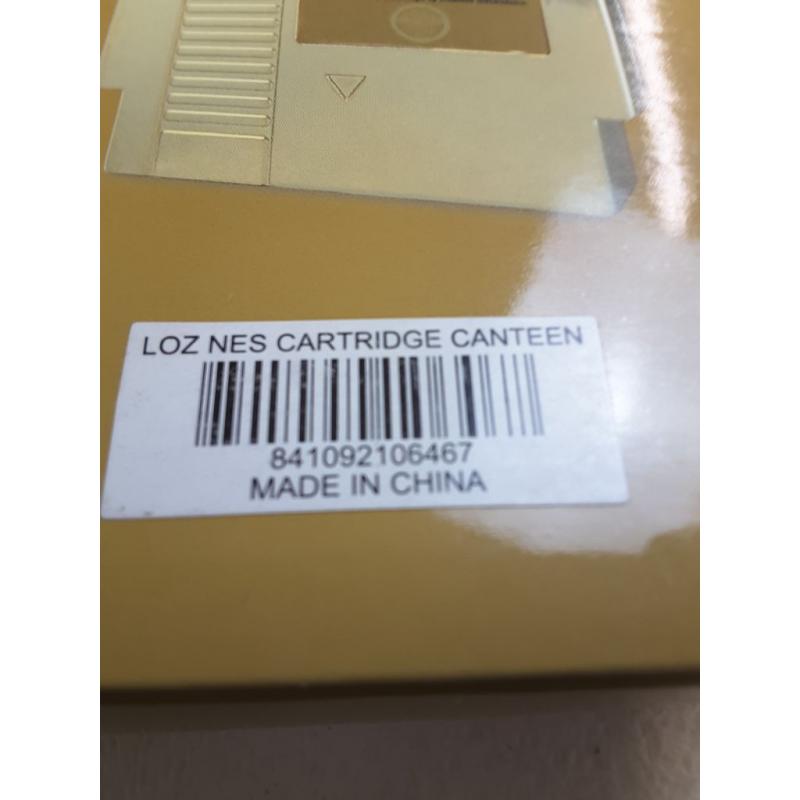 LOZ NES CARTRIDGE CANTEEN
841092106467
MADE IN CHINA